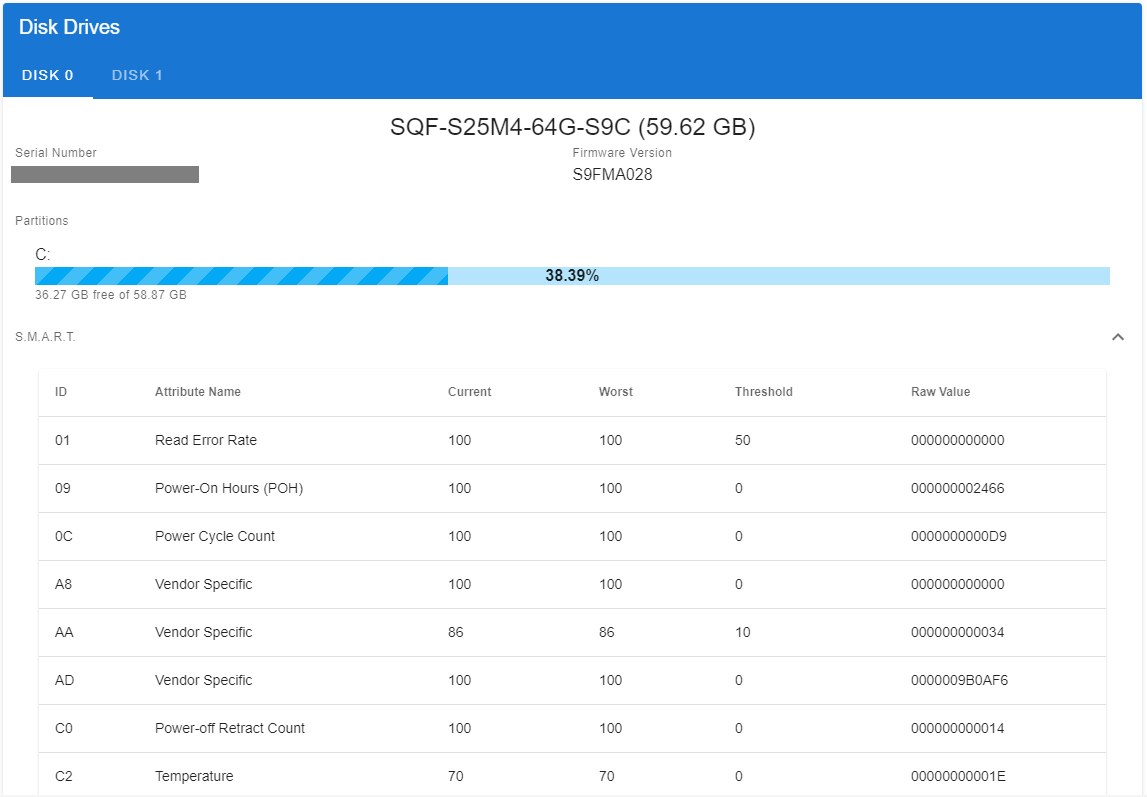 Disk Drives
DISK 0 DISK 1
SQF-S25M4-64G-S9C (59.62 GB)
Serial Number Firmware Version
S9FMA028
Partitions
C:
38.39%
36.27 GB free of 58.87 GB
S.M.A.R.T.
ID Attribute Name Current Worst Threshold Raw Value
01 Read Error Rate 100 100 50 000000000000
09 Power-On Hours (POH) 100 100 0 000000002466
0C Power Cycle Count 100 100 0 0000000000D9
A8 Vendor Specific 100 100 0 000000000000
AA Vendor Specific 86 86 10 000000000034
AD Vendor Specific 100 100 0 0000009B0AF6
C0 Power-off Retract Count 100 100 0 000000000014
C2 Temperature 70 70 0 00000000001E